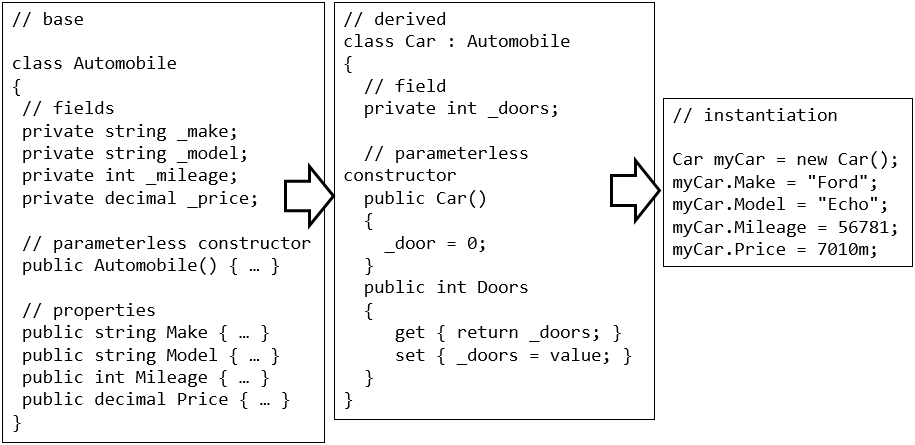 // base
class Automobile
{
// fields
private string _make;
private string _model;
private int _mileage;
private decimal _price;
// parameterless constructor
public Automobile() { … }
// properties
public string Make { … }
public string Model { … }
public int Mileage { … }
public decimal Price { … }
}
// derived
class Car : Automobile
{
// field
private int _doors;
// parameterless
constructor
public Car()
{
_door = 0;
}
public int Doors
{
get { return _doors; }
set { _doors = value; }
}
}
// instantiation
Car myCar = new Car();
myCar.Make = "Ford";
myCar.Model = "Echo";
myCar.Mileage = 56781;
myCar.Price = 7010m;